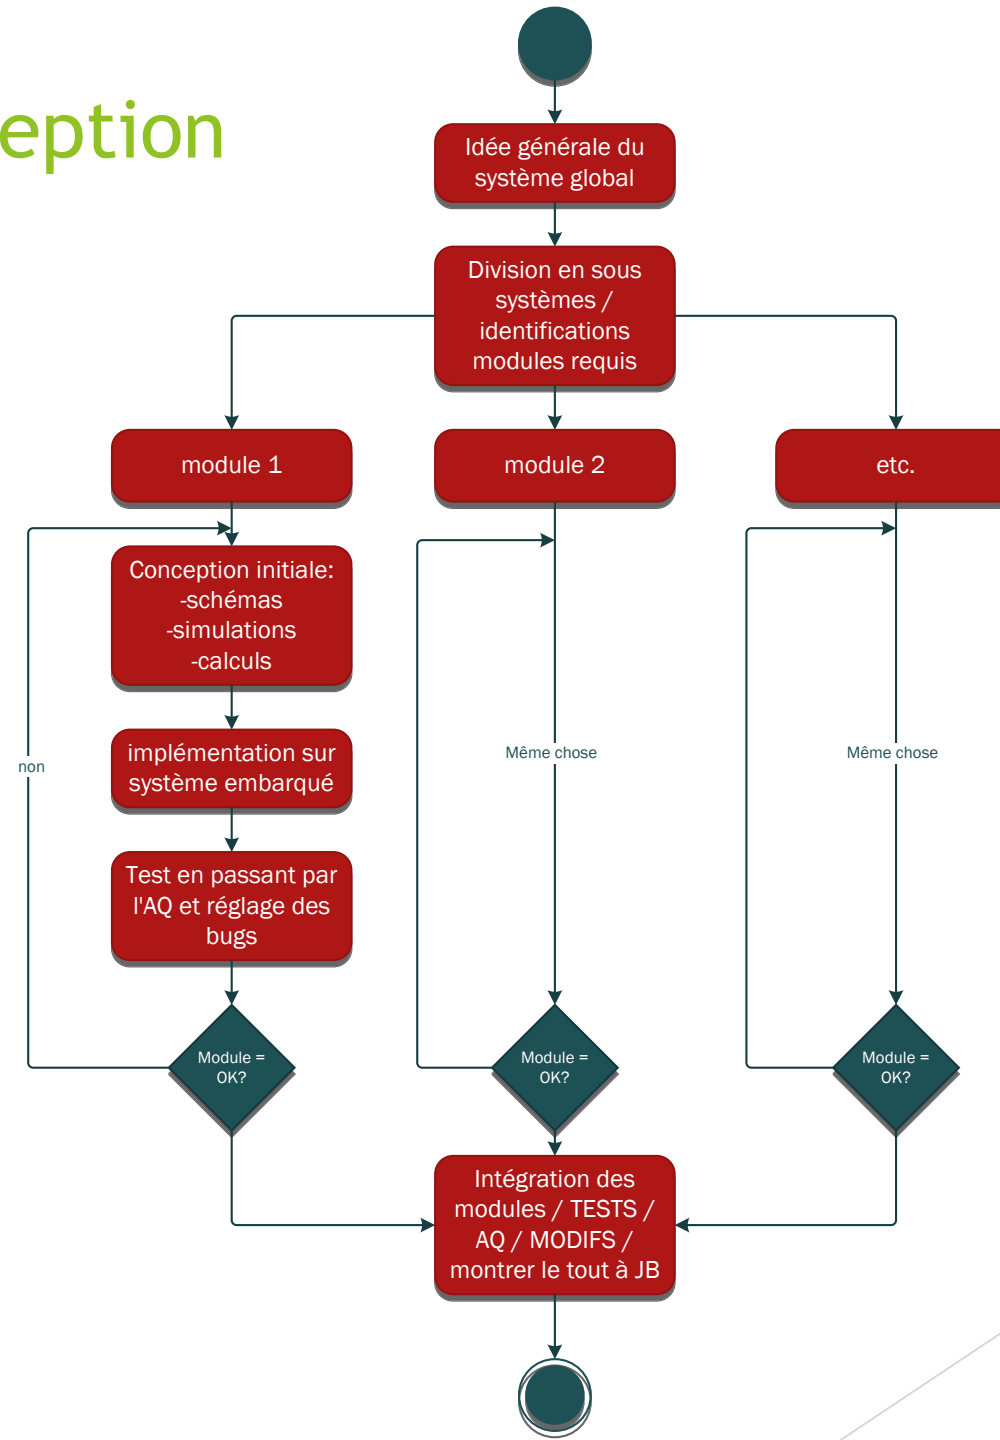 eption
Idée générale du
système global
Division en sous
systèmes /
identifications
modules requis
module 1
module 2
etc.
Conception initiale:
-schémas
-simulations
-calculs
implémentation sur
système embarqué
Test en passant par
l'AQ et réglage des
bugs
non
Même chose
Même chose
Module =
OK?
Module =
OK?
Module =
OK?
Intégration des
modules / TESTS /
AQ / MODIFS /
montrer le tout à JB